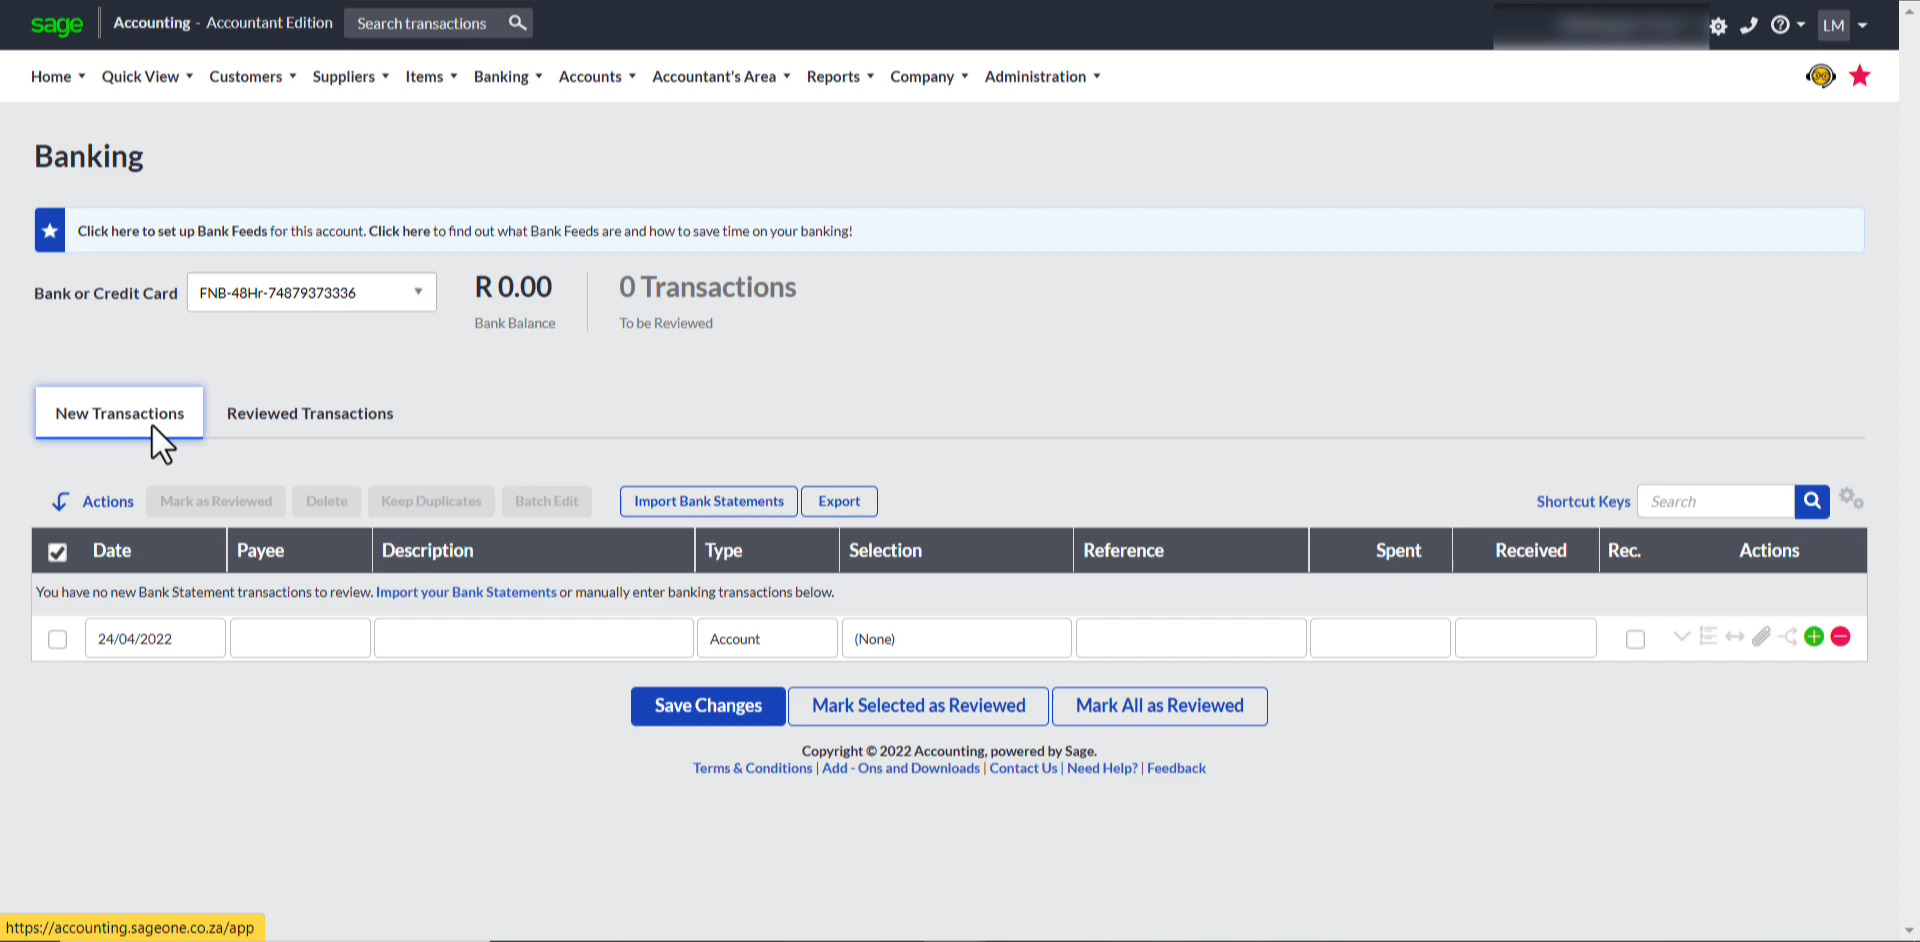 sage Accounting - Accountant Edition Search transactions LM
Home Quick View Customers Suppliers Items Banking Accounts Accountant's Area Reports Company Administration
Banking
Click here to set up Bank Feeds for this account. Click here to find out what Bank Feeds are and how to save time on your banking!
Bank or Credit Card FNB-48Hr-74879373336 R 0.00 0 Transactions
Bank Balance To be Reviewed
New Transactions Reviewed Transactions
Actions Mark as Reviewed Delete Keep Duplicates Batch Edit Import Bank Statements Export Shortcut Keys Search
Date Payee Description Type Selection Reference Spent Received Rec. Actions
You have no new Bank Statement transactions to review. Import your Bank Statements or manually enter banking transactions below.
24/04/2022 Account (None)
Save Changes Mark Selected as Reviewed Mark All as Reviewed
Copyright © 2022 Accounting, powered by Sage.
Terms & Conditions | Add - Ons and Downloads | Contact Us | Need Help? | Feedback
https://accounting.sageone.co.za/app